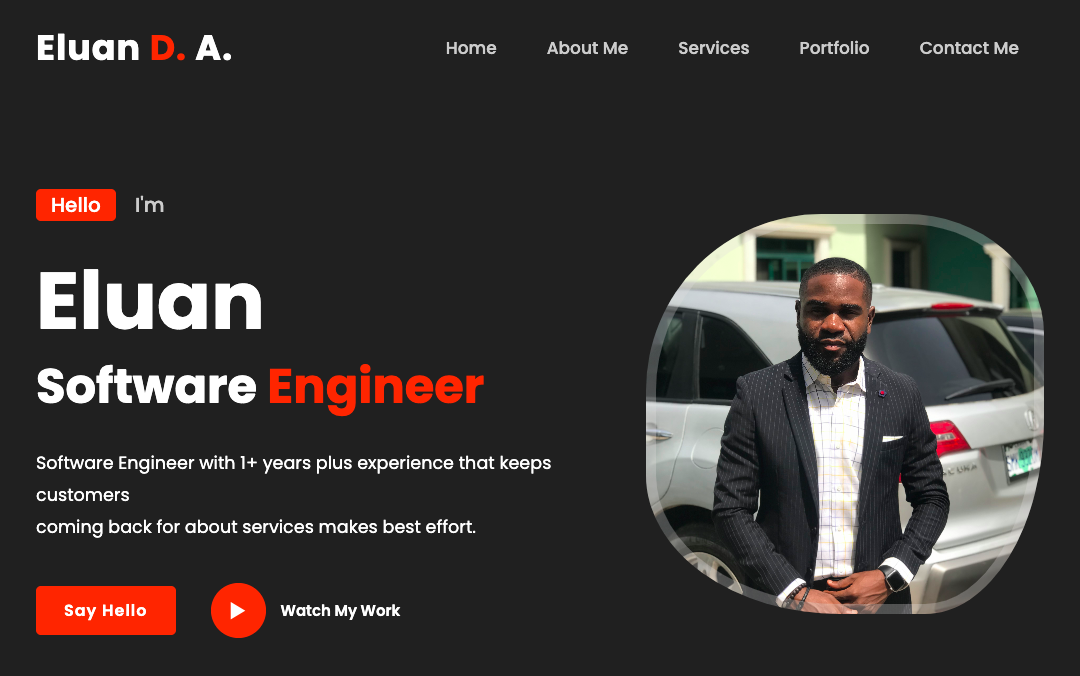 Eluan D. A.
Home About Me Services Portfolio Contact Me
Hello I'm
Eluan
Software Engineer
Software Engineer with 1+ years plus experience that keeps
customers
coming back for about services makes best effort.
Say Hello
Watch My Work